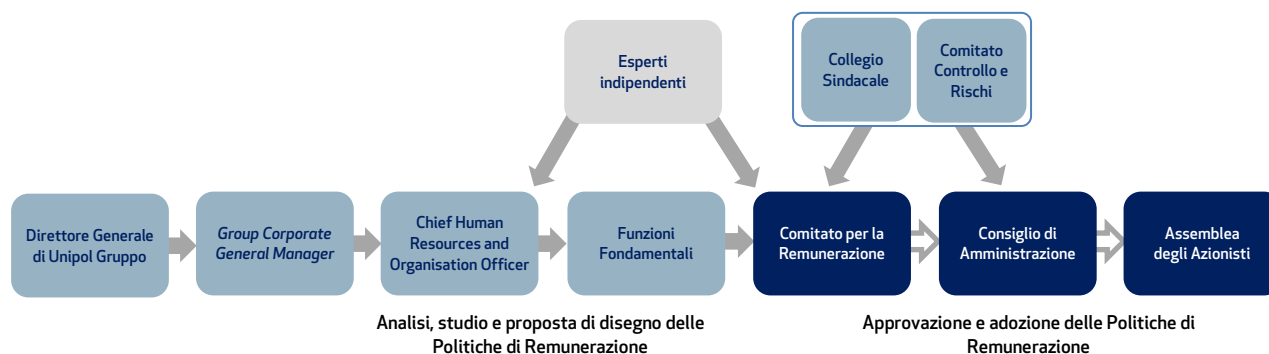 Esperti
indipendenti
Collegio
Sindacale
Comitato
Controllo e
Rischi
Direttore Generale
di Unipol Gruppo
Group Corporate
General Manager
Chief Human
Resources and
Organisation Officer
Funzioni
Fondamentali
Comitato per la
Remunerazione
Consiglio di
Amministrazione
Assemblea
degli Azionisti
Analisi, studio e proposta di disegno delle
Politiche di Remunerazione
Approvazione e adozione delle Politiche di
Remunerazione